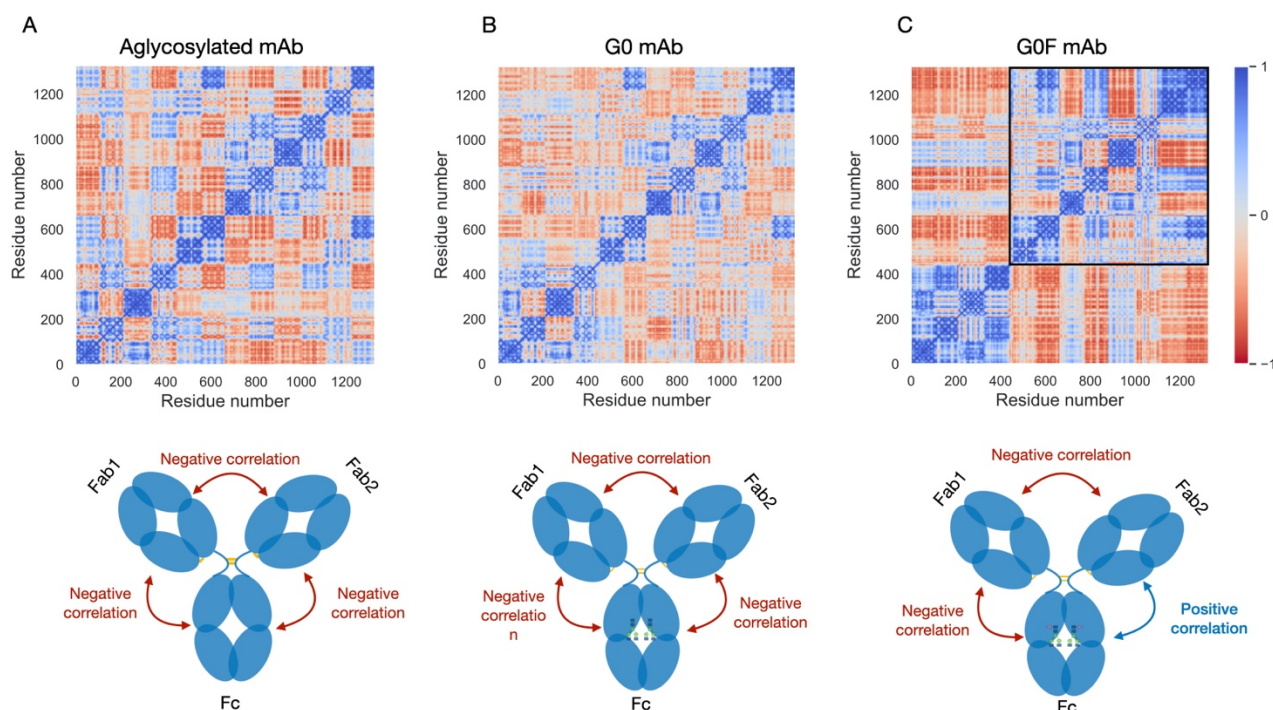 A
Aglycosylated mAb
Residue number
1200
1000
800
600
400
200
0
0 200 400 600 800 1000 1200
Residue number
B
G0 mAb
Residue number
1200
1000
800
600
400
200
0
0 200 400 600 800 1000 1200
Residue number
C
G0F mAb
Residue number
1200
1000
800
600
400
200
0
0 200 400 600 800 1000 1200
Residue number
1
0
−1
Negative correlation
Fab1
Fab2
Negative
correlation
Negative
correlation
Fc
Negative correlation
Fab1
Fab2
Negative
correlatio
n
Negative
correlation
Fc
Negative correlation
Fab1
Fab2
Negative
correlation
Positive
correlation
Fc